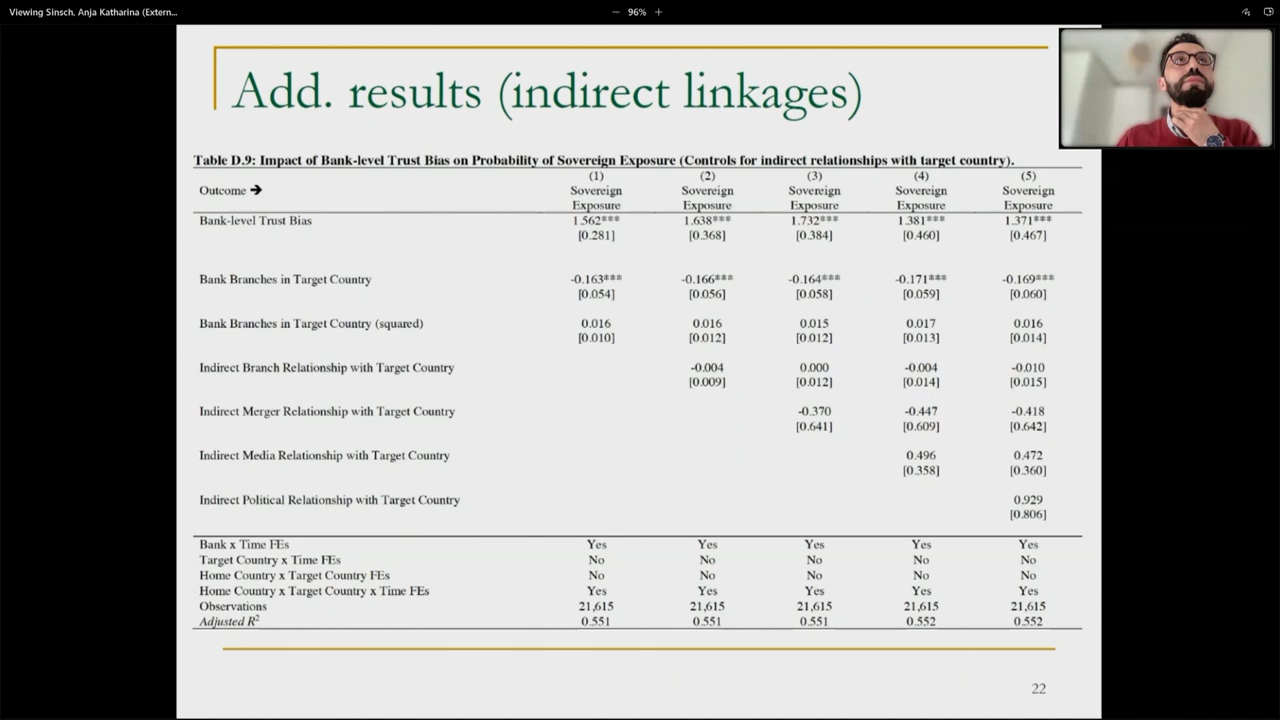 Viewing Sinsch, Anja Katharina (Extern...
− 96% +
Add. results (indirect linkages)
Table D.9: Impact of Bank-level Trust Bias on Probability of Sovereign Exposure (Controls for indirect relationships with target country).
(1) (2) (3) (4) (5)
Outcome ➔ Sovereign Sovereign Sovereign Sovereign Sovereign
Exposure Exposure Exposure Exposure Exposure
Bank-level Trust Bias 1.562*** 1.638*** 1.732*** 1.381*** 1.371***
[0.281] [0.368] [0.384] [0.460] [0.467]
Bank Branches in Target Country -0.163*** -0.166*** -0.164*** -0.171*** -0.169***
[0.054] [0.056] [0.058] [0.059] [0.060]
Bank Branches in Target Country (squared) 0.016 0.016 0.015 0.017 0.016
[0.010] [0.012] [0.012] [0.013] [0.014]
Indirect Branch Relationship with Target Country -0.004 0.000 -0.004 -0.010
[0.009] [0.012] [0.014] [0.015]
Indirect Merger Relationship with Target Country -0.370 -0.447 -0.418
[0.641] [0.609] [0.642]
Indirect Media Relationship with Target Country 0.496 0.472
[0.358] [0.360]
Indirect Political Relationship with Target Country 0.929
[0.806]
Bank x Time FEs Yes Yes Yes Yes Yes
Target Country x Time FEs No No No No No
Home Country x Target Country FEs No No No No No
Home Country x Target Country x Time FEs Yes Yes Yes Yes Yes
Observations 21,615 21,615 21,615 21,615 21,615
Adjusted R² 0.551 0.551 0.551 0.552 0.552
22